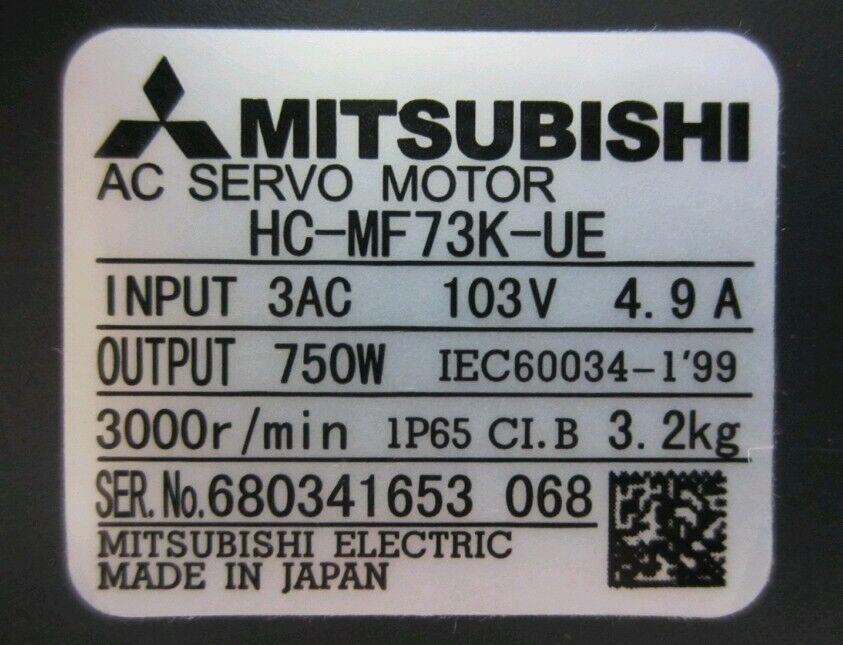 MITSUBISHI
AC SERVO MOTOR
HC-MF73K-UE
INPUT 3AC 103V 4.9A
OUTPUT 750W IEC60034-1'99
3000r/min IP65 CI.B 3.2kg
SER.No.680341653 068
MITSUBISHI ELECTRIC
MADE IN JAPAN